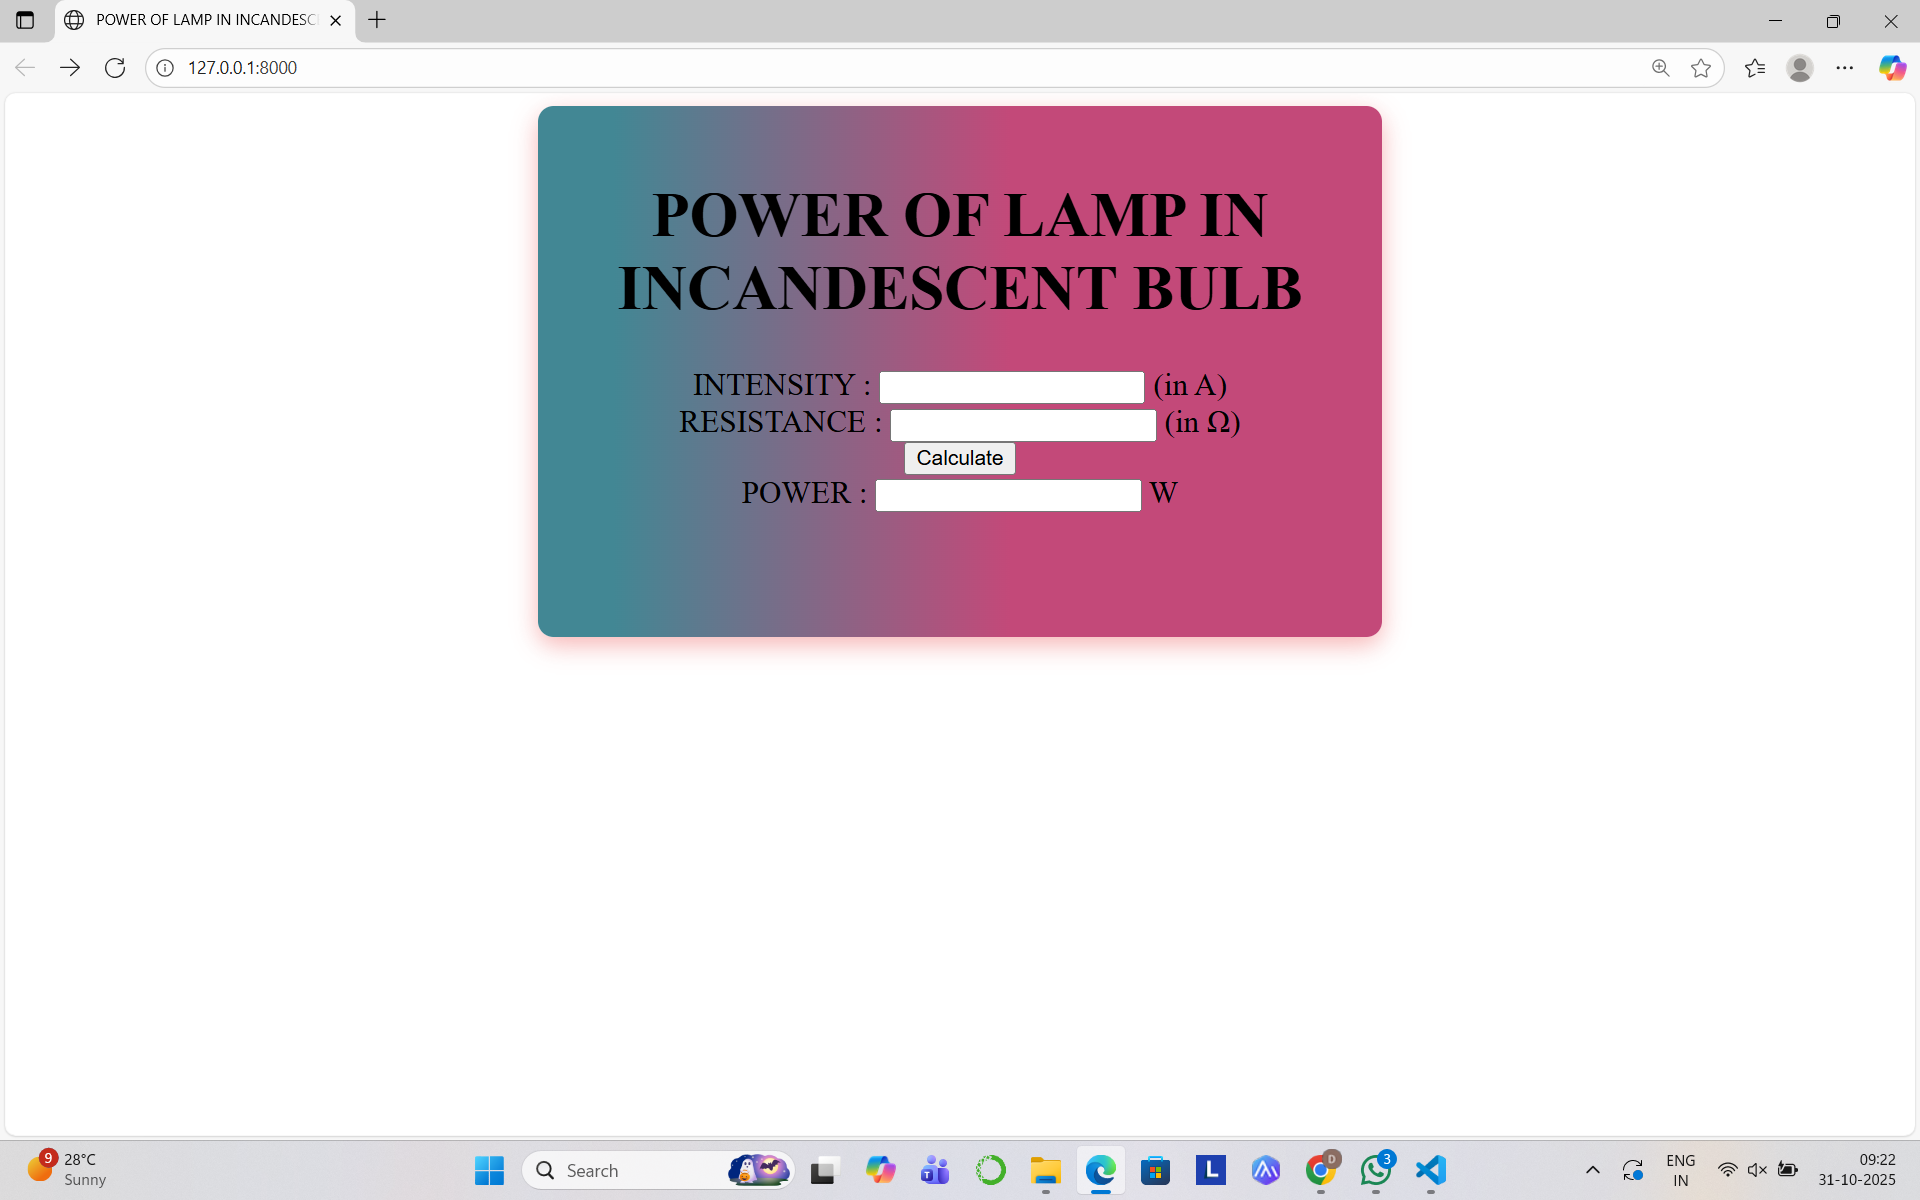 POWER OF LAMP IN INCANDESC
127.0.0.1:8000
POWER OF LAMP IN
INCANDESCENT BULB
INTENSITY : (in A)
RESISTANCE : (in Ω)
Calculate
POWER : W
9
28°C
Sunny
Search
T
L
D
3
ENG
IN
09:22
31-10-2025